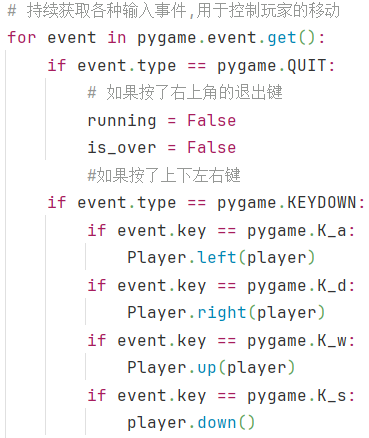 # 持续获取各种输入事件,用于控制玩家的移动
for event in pygame.event.get():
    if event.type == pygame.QUIT:
        # 如果按了右上角的退出键
        running = False
        is_over = False
        #如果按了上下左右键
    if event.type == pygame.KEYDOWN:
        if event.key == pygame.K_a:
            Player.left(player)
        if event.key == pygame.K_d:
            Player.right(player)
        if event.key == pygame.K_w:
            Player.up(player)
        if event.key == pygame.K_s:
            player.down()